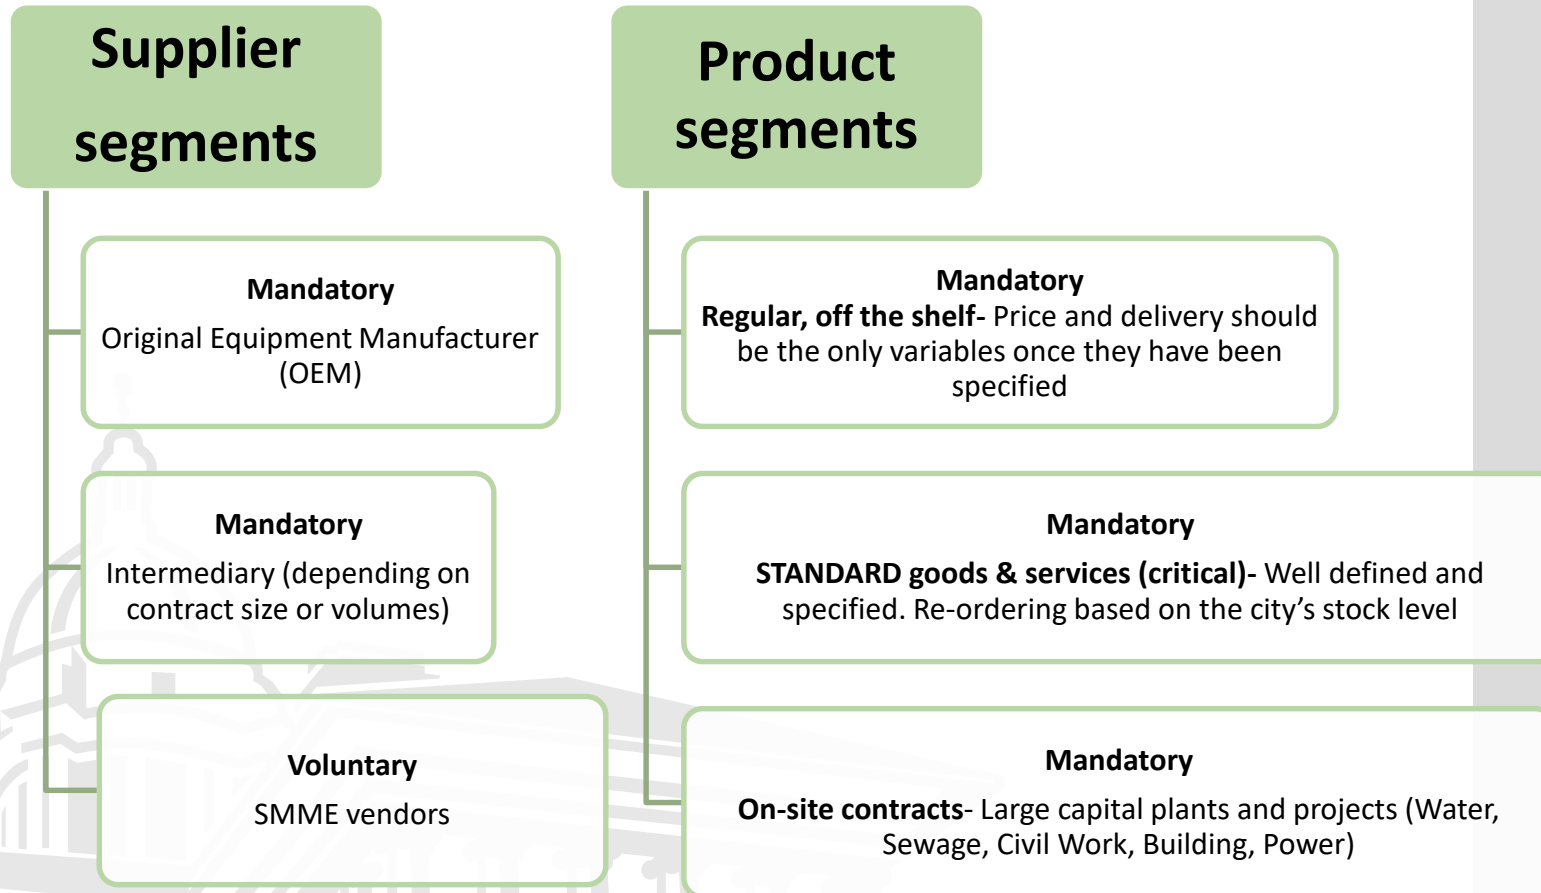 Supplier
segments
Mandatory
Original Equipment Manufacturer
(OEM)
Mandatory
Intermediary (depending on
contract size or volumes)
Voluntary
SMME vendors
Product
segments
Mandatory
Regular, off the shelf- Price and delivery should
be the only variables once they have been
specified
Mandatory
STANDARD goods & services (critical)- Well defined and
specified. Re-ordering based on the city’s stock level
Mandatory
On-site contracts- Large capital plants and projects (Water,
Sewage, Civil Work, Building, Power)